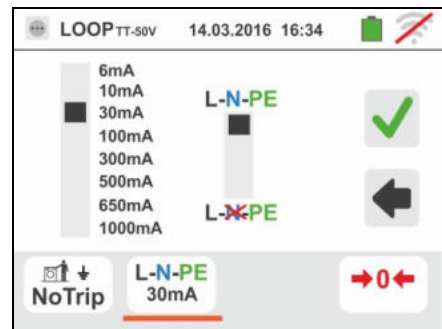 LOOP TT-50V 14.03.2016 16:34
6mA
10mA
30mA
100mA
300mA
500mA
650mA
1000mA
L-N-PE
L-N-PE
NoTrip
L-N-PE
30mA
→0←